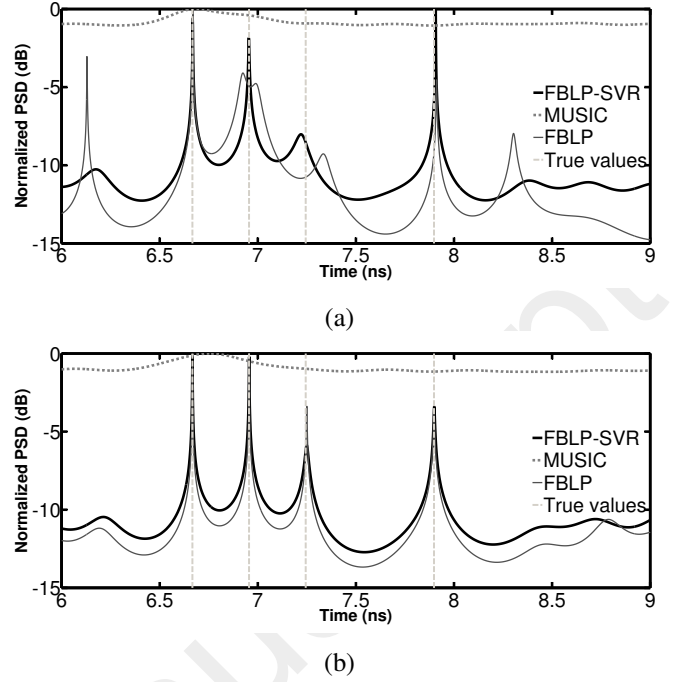 0
-5
-10
-15
Normalized PSD (dB)
FBLP-SVR
MUSIC
FBLP
True values
6 6.5 7 7.5 8 8.5 9
Time (ns)
(a)
0
-5
-10
-15
Normalized PSD (dB)
FBLP-SVR
MUSIC
FBLP
True values
6 6.5 7 7.5 8 8.5 9
Time (ns)
(b)